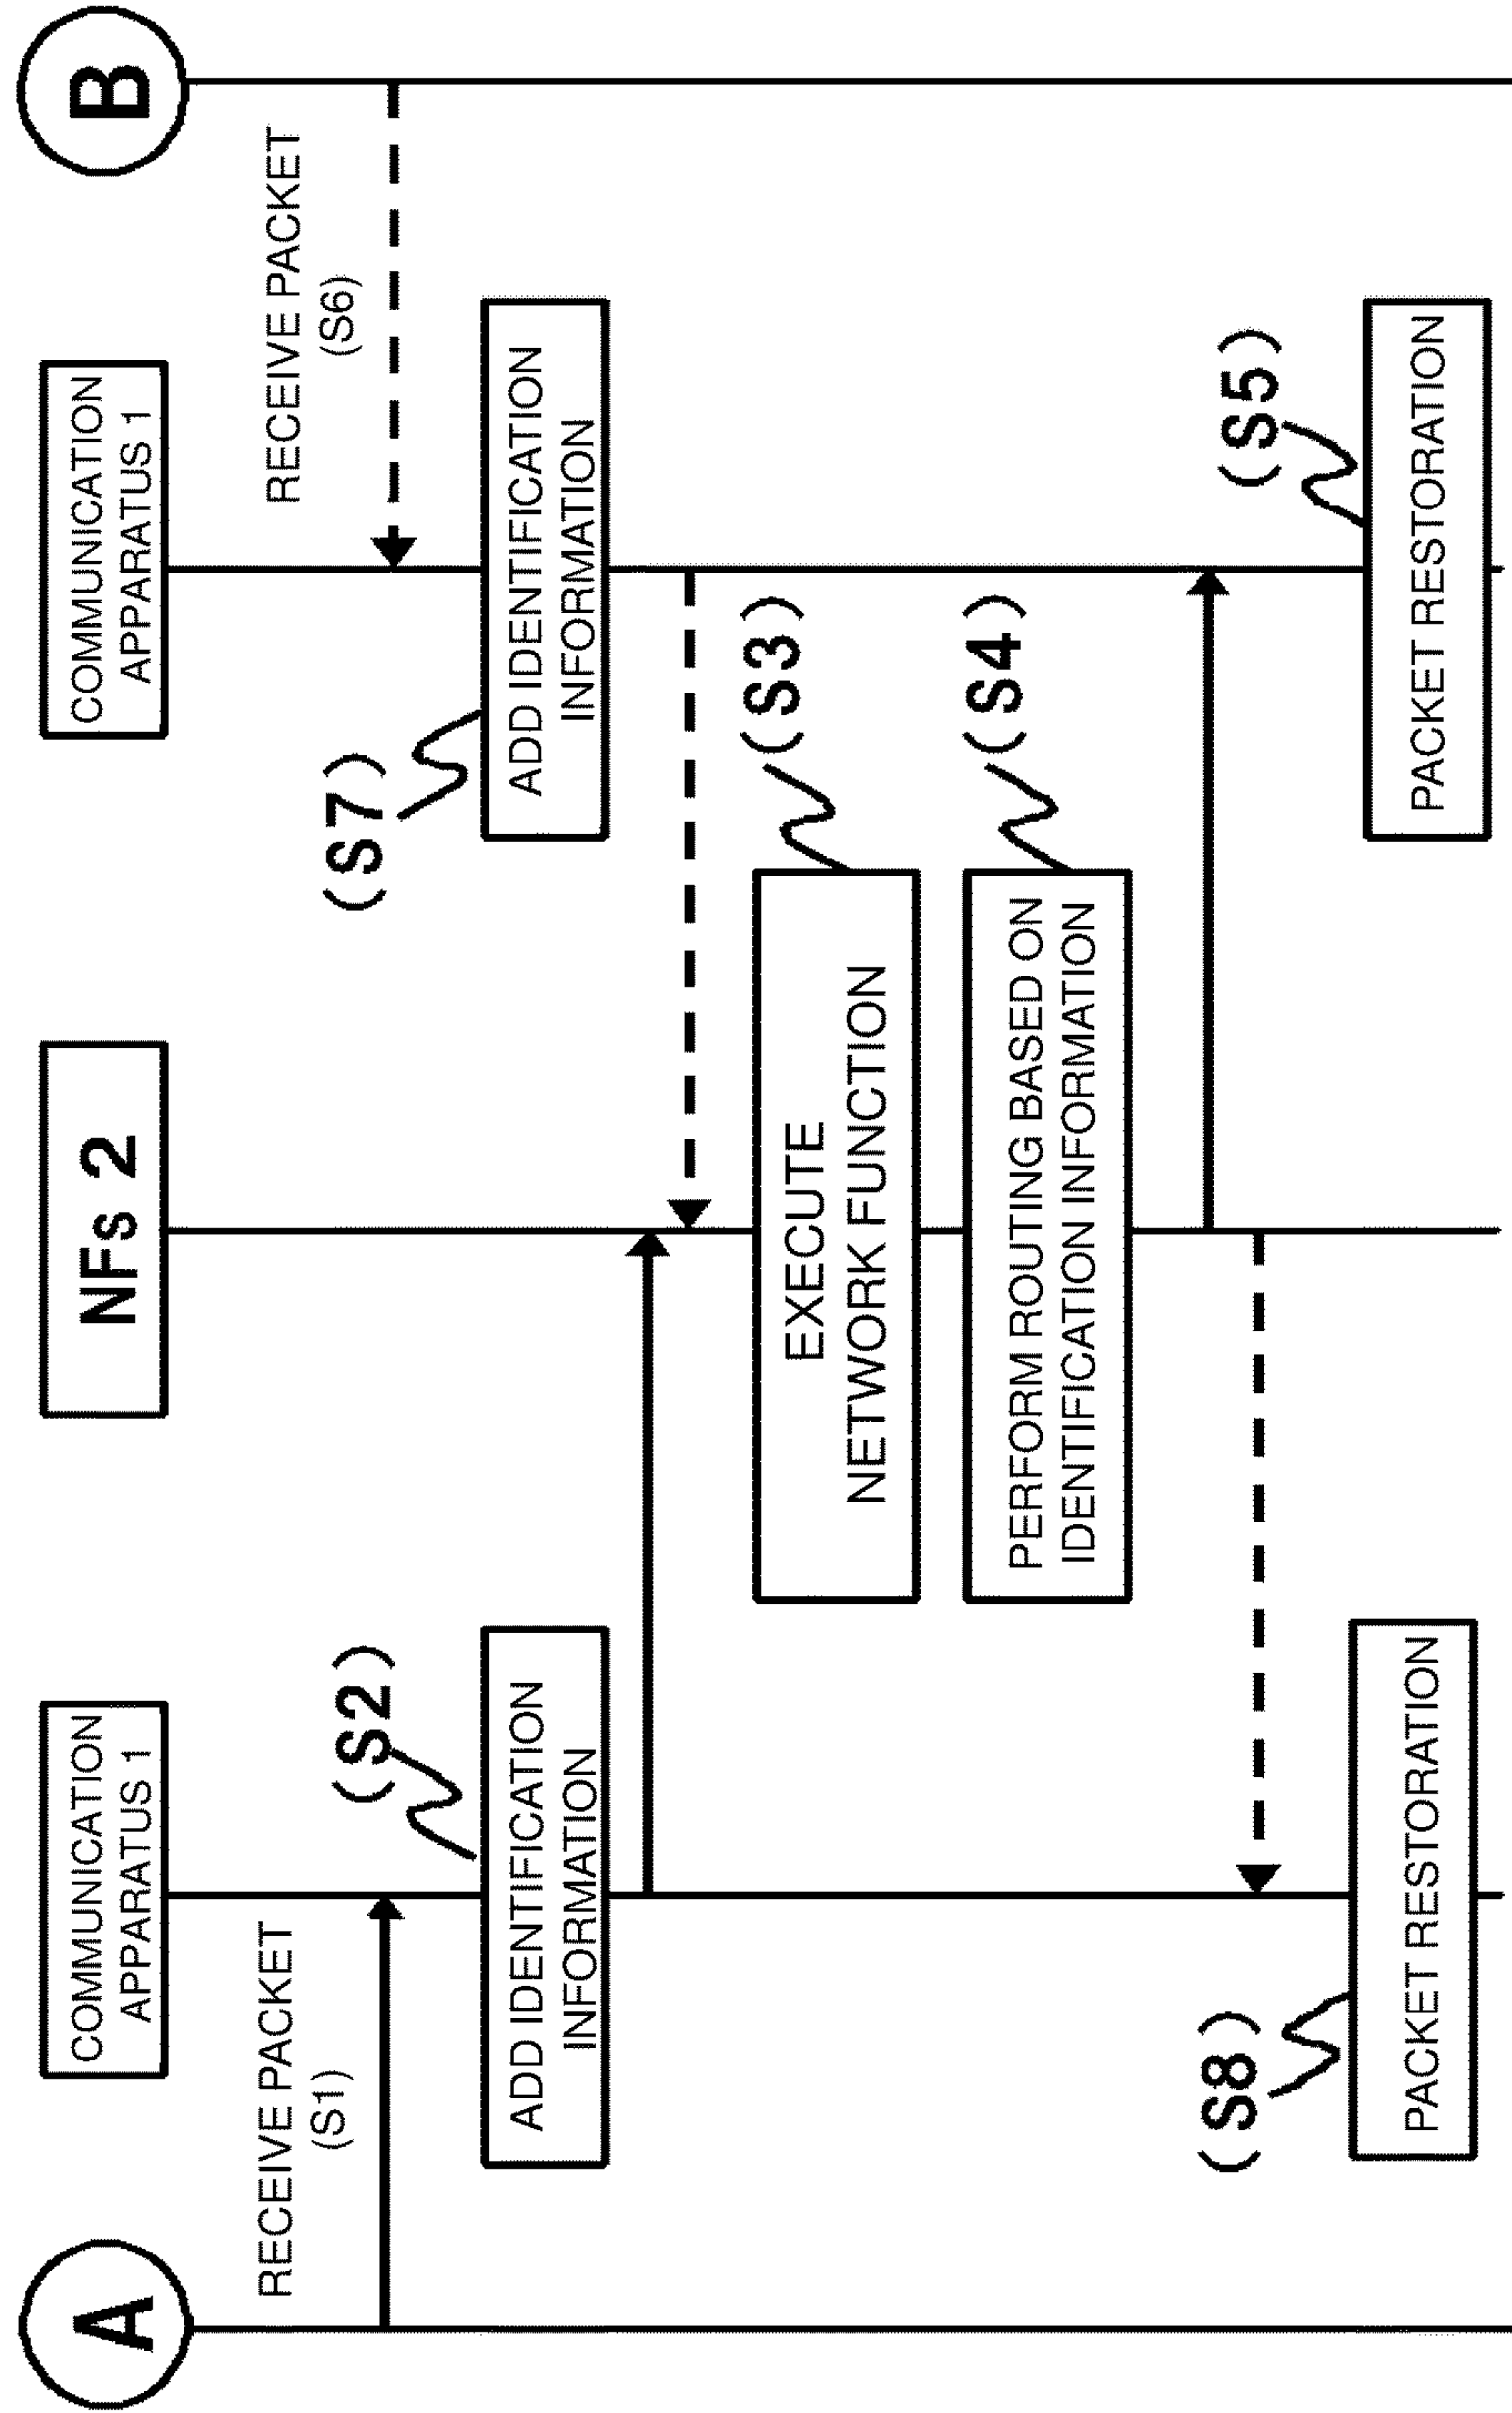 A
COMMUNICATION
APPARATUS 1
NFs 2
COMMUNICATION
APPARATUS 1
B
RECEIVE PACKET
(S1)
RECEIVE PACKET
(S6)
(S2)
(S7)
ADD IDENTIFICATION
INFORMATION
ADD IDENTIFICATION
INFORMATION
(S3)
EXECUTE
NETWORK FUNCTION
(S4)
PERFORM ROUTING BASED ON
IDENTIFICATION INFORMATION
(S8)
(S5)
PACKET RESTORATION
PACKET RESTORATION